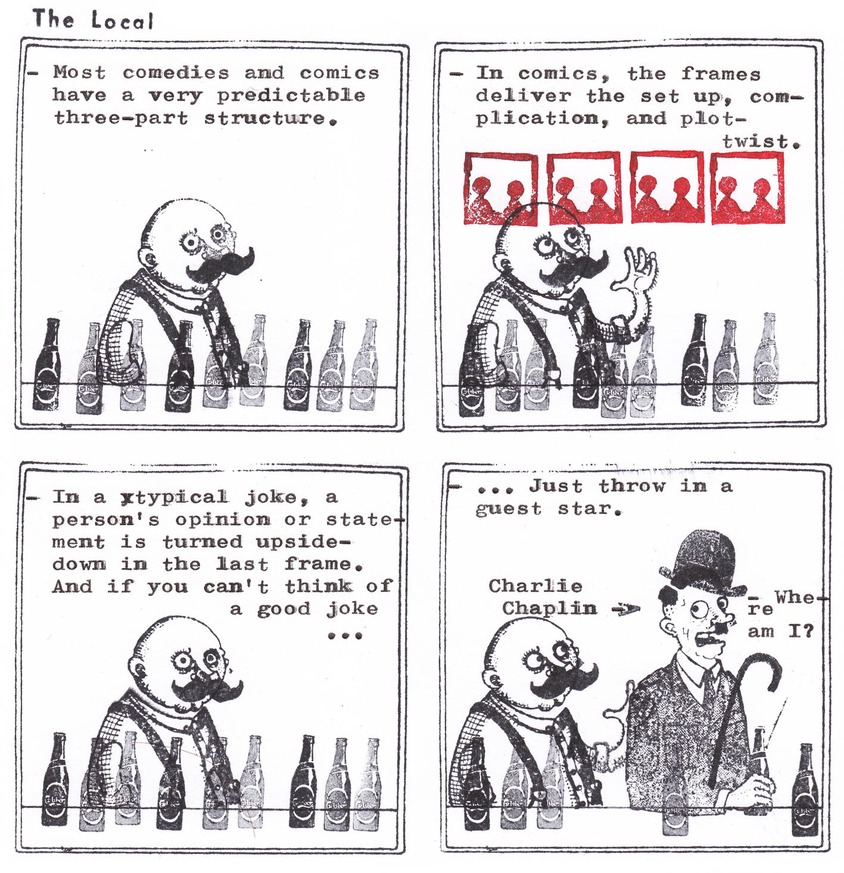 The Local
- Most comedies and comics
have a very predictable
three-part structure.
- In comics, the frames
deliver the set up, com-
plication, and plot-
twist.
- In a xtypical joke, a
person's opinion or state-
ment is turned upside-
down in the last frame.
And if you can't think of
a good joke
...
- ... Just throw in a
guest star.
Charlie
Chaplin
- Whe-
re
am I?